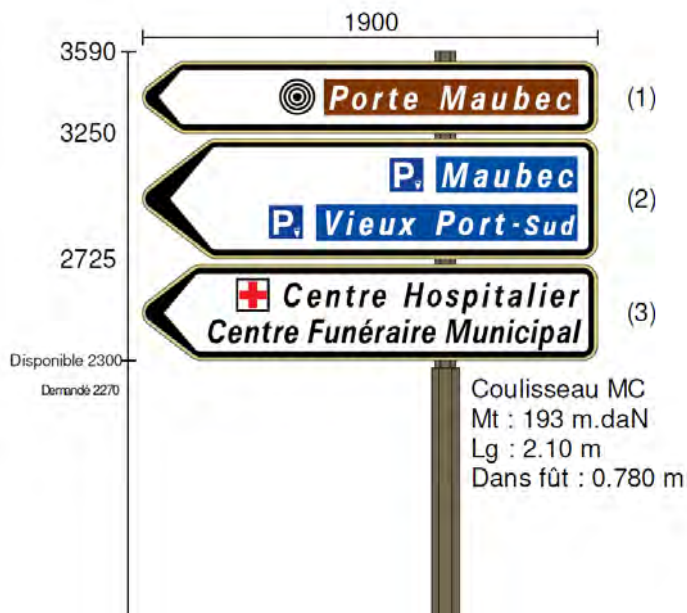 1900
3590
Porte Maubec
(1)
3250
P Maubec
(2)
P Vieux Port-Sud
2725
Centre Hospitalier
(3)
Centre Funéraire Municipal
Disponible 2300
Demandé 2270
Coulisseau MC
Mt : 193 m.daN
Lg : 2.10 m
Dans fût : 0.780 m